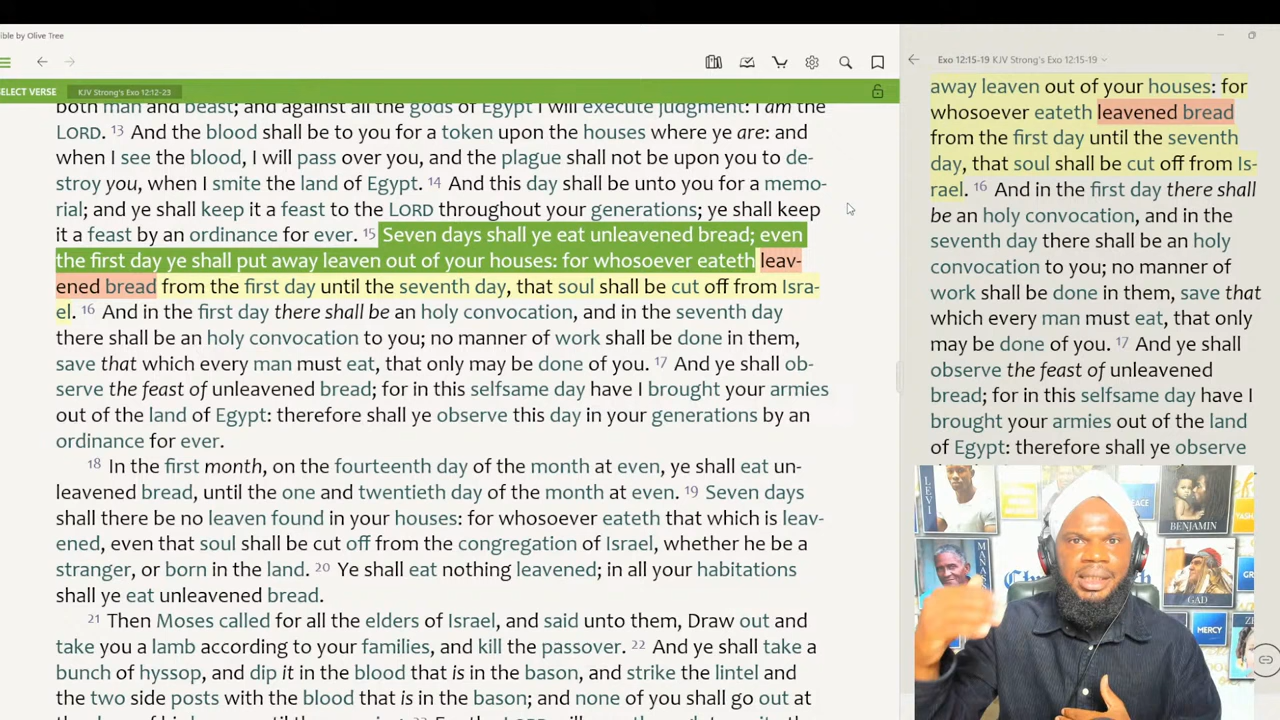 ible by Olive Tree
SELECT VERSE
KJV Strong's Exo 12:12-23
both man and beast; and against all the gods of Egypt I will execute judgment: I am the
LORD. 13 And the blood shall be to you for a token upon the houses where ye are: and
when I see the blood, I will pass over you, and the plague shall not be upon you to de-
stroy you, when I smite the land of Egypt. 14 And this day shall be unto you for a memo-
rial; and ye shall keep it a feast to the LORD throughout your generations; ye shall keep
it a feast by an ordinance for ever. 15 Seven days shall ye eat unleavened bread; even
the first day ye shall put away leaven out of your houses: for whosoever eateth leav-
ened bread from the first day until the seventh day, that soul shall be cut off from Isra-
el. 16 And in the first day there shall be an holy convocation, and in the seventh day
there shall be an holy convocation to you; no manner of work shall be done in them,
save that which every man must eat, that only may be done of you. 17 And ye shall ob-
serve the feast of unleavened bread; for in this selfsame day have I brought your armies
out of the land of Egypt: therefore shall ye observe this day in your generations by an
ordinance for ever.
18 In the first month, on the fourteenth day of the month at even, ye shall eat un-
leavened bread, until the one and twentieth day of the month at even. 19 Seven days
shall there be no leaven found in your houses: for whosoever eateth that which is leav-
ened, even that soul shall be cut off from the congregation of Israel, whether he be a
stranger, or born in the land. 20 Ye shall eat nothing leavened; in all your habitations
shall ye eat unleavened bread.
21 Then Moses called for all the elders of Israel, and said unto them, Draw out and
take you a lamb according to your families, and kill the passover. 22 And ye shall take a
bunch of hyssop, and dip it in the blood that is in the bason, and strike the lintel and
the two side posts with the blood that is in the bason; and none of you shall go out at
Exo 12:15-19 KJV Strong's Exo 12:15-19
away leaven out of your houses: for
whosoever eateth leavened bread
from the first day until the seventh
day, that soul shall be cut off from Is-
rael. 16 And in the first day there shall
be an holy convocation, and in the
seventh day there shall be an holy
convocation to you; no manner of
work shall be done in them, save that
which every man must eat, that only
may be done of you. 17 And ye shall
observe the feast of unleavened
bread; for in this selfsame day have I
brought your armies out of the land
of Egypt: therefore shall ye observe
LEVI
BENJAMIN
GAD
MERCY